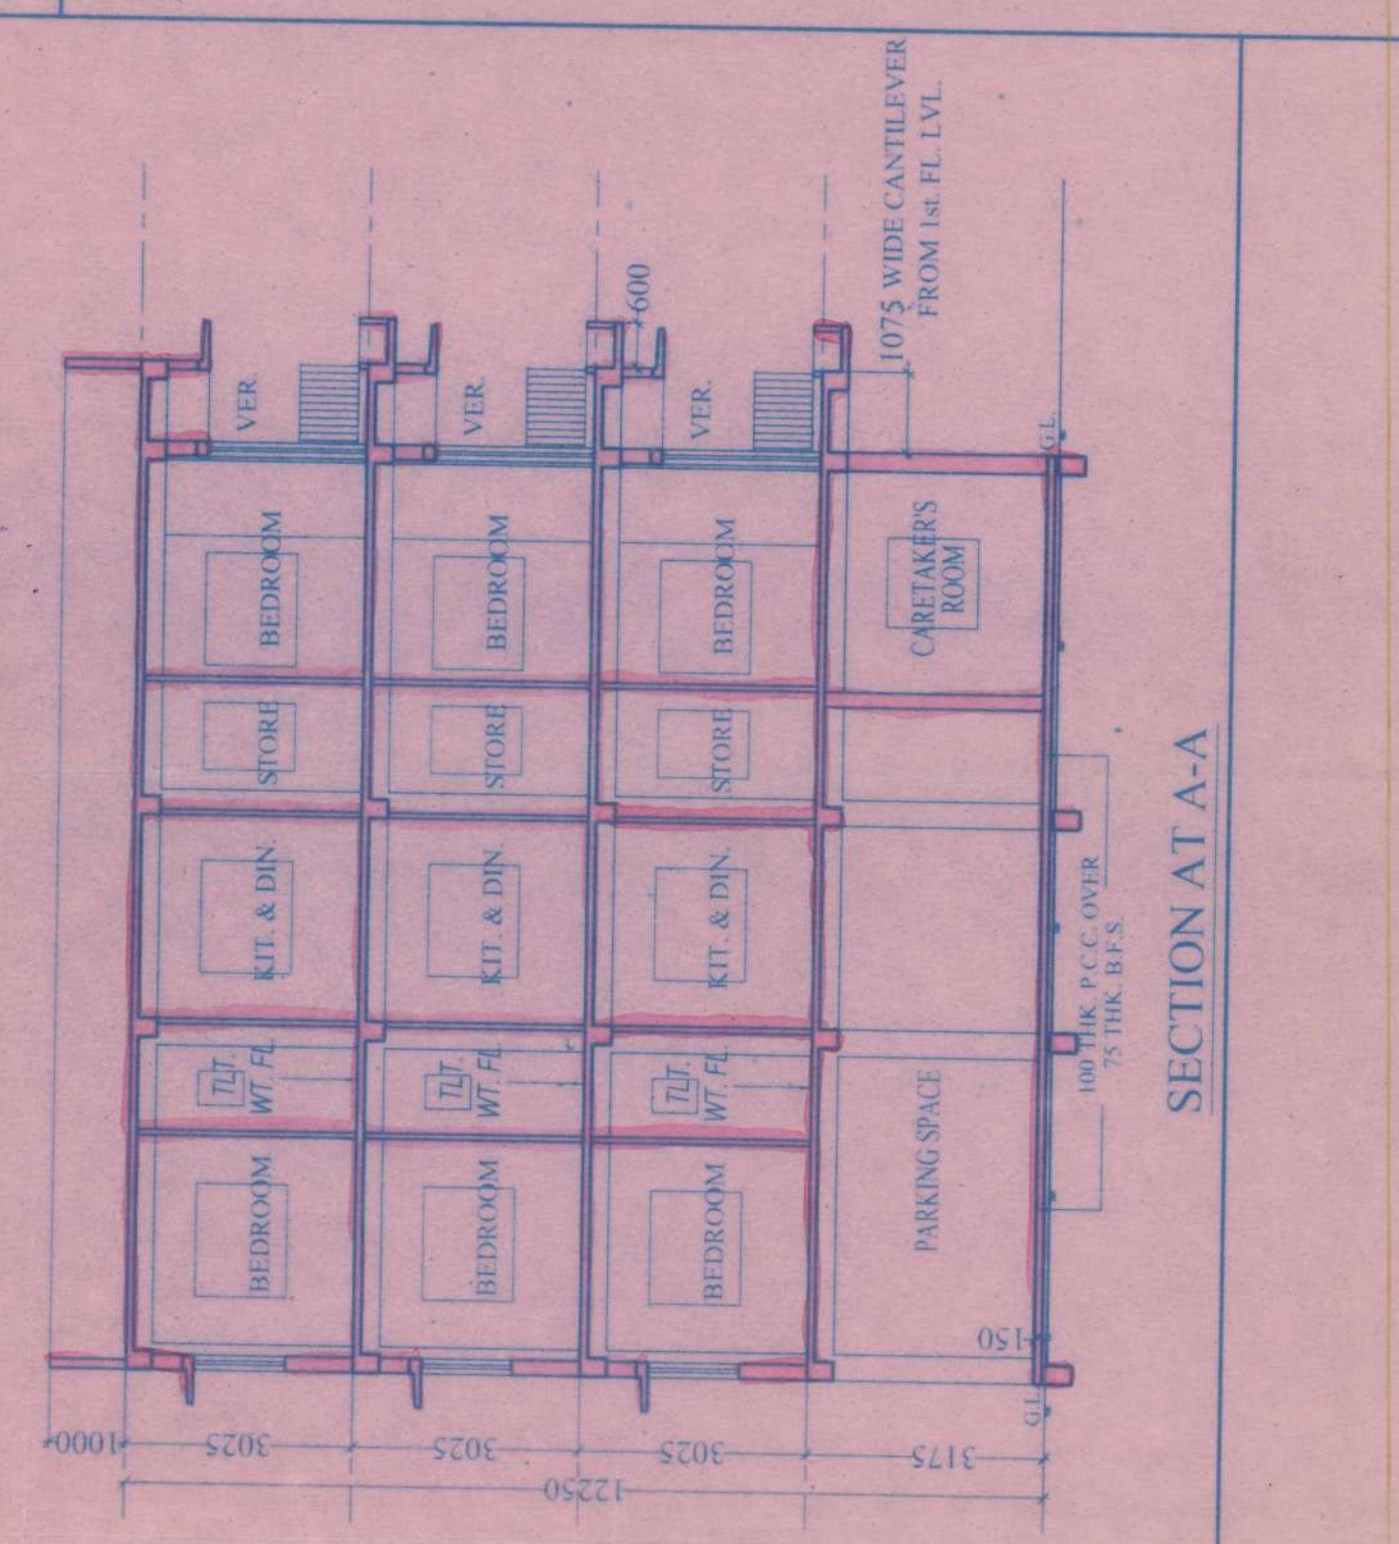 1000
3025
3025
3025
3175
12250
150
G.L.
G.L.
600
1075 WIDE CANTILEVER
FROM 1st. FL. LVL.
BEDROOM
TLT.
WT. FL.
KIT. & DIN.
STORE
BEDROOM
VER.
BEDROOM
TLT.
WT. FL.
KIT. & DIN.
STORE
BEDROOM
VER.
BEDROOM
TLT.
WT. FL.
KIT. & DIN.
STORE
BEDROOM
VER.
PARKING SPACE
CARETAKER'S
ROOM
100 THK. P.C.C. OVER
75 THK. B.F.S.
SECTION AT A-A